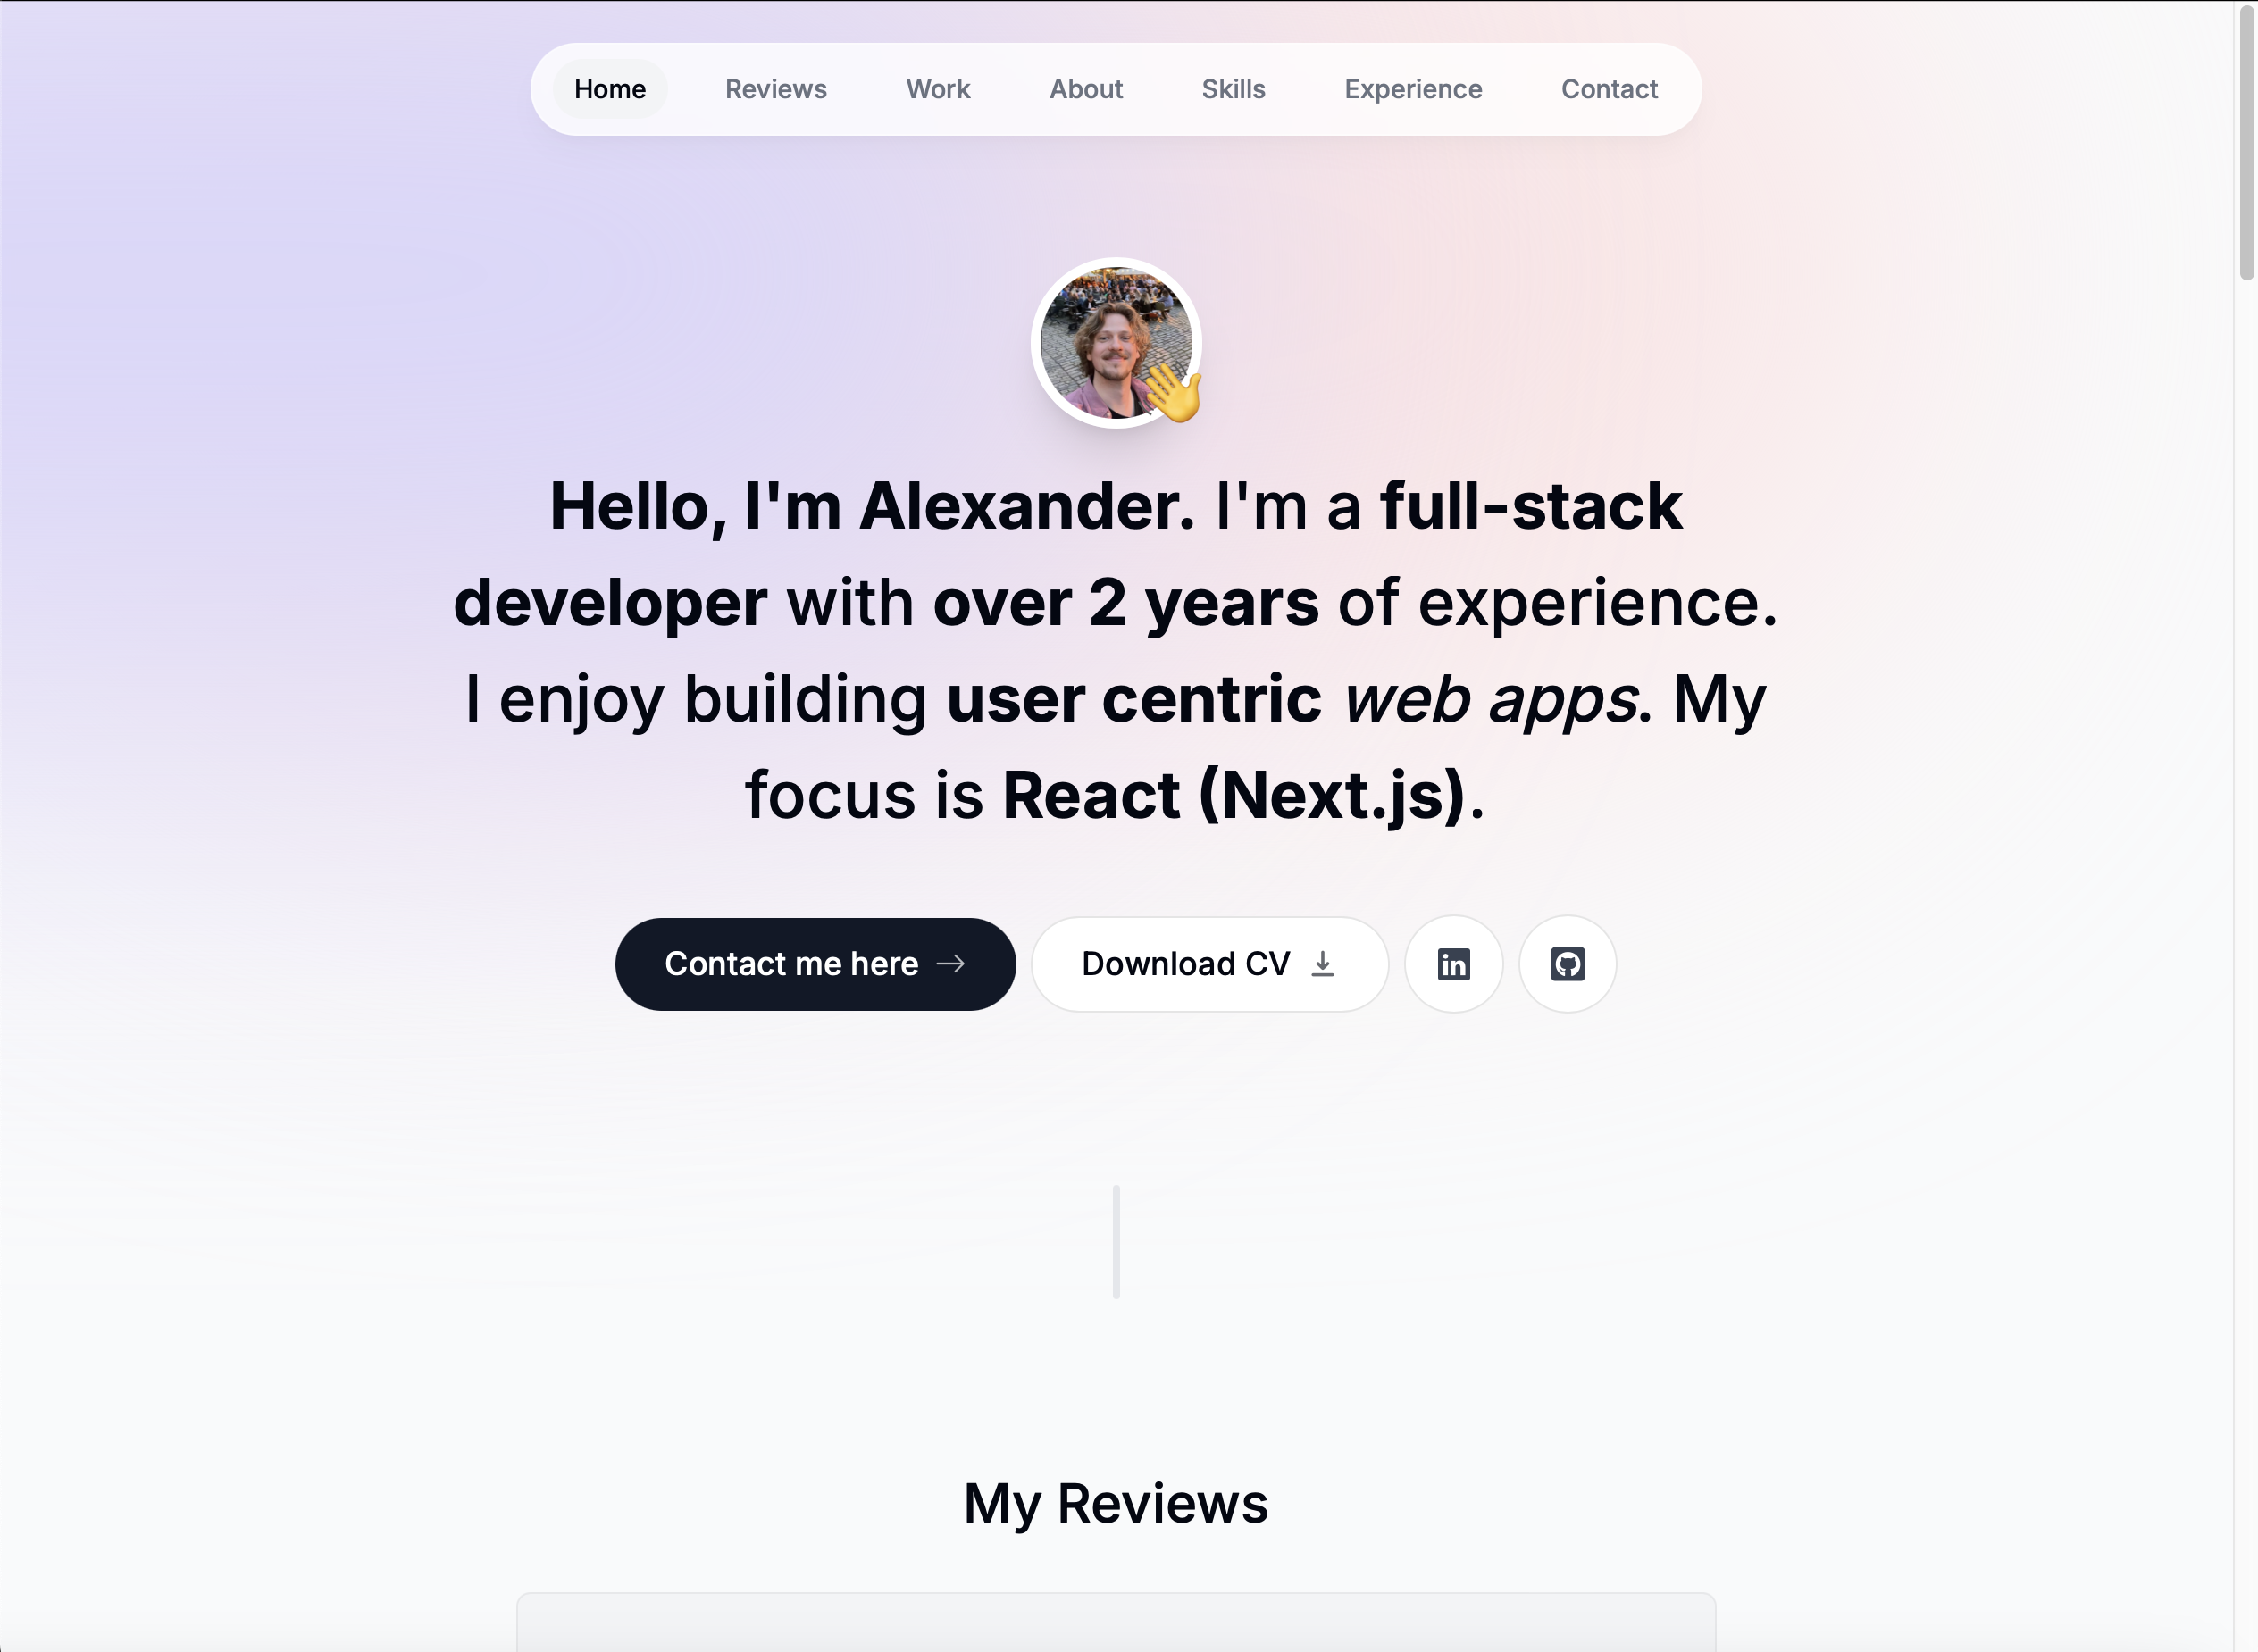 Home Reviews Work About Skills Experience Contact
Hello, I'm Alexander. I'm a full-stack
developer with over 2 years of experience.
I enjoy building user centric web apps. My
focus is React (Next.js).
Contact me here Download CV in
My Reviews